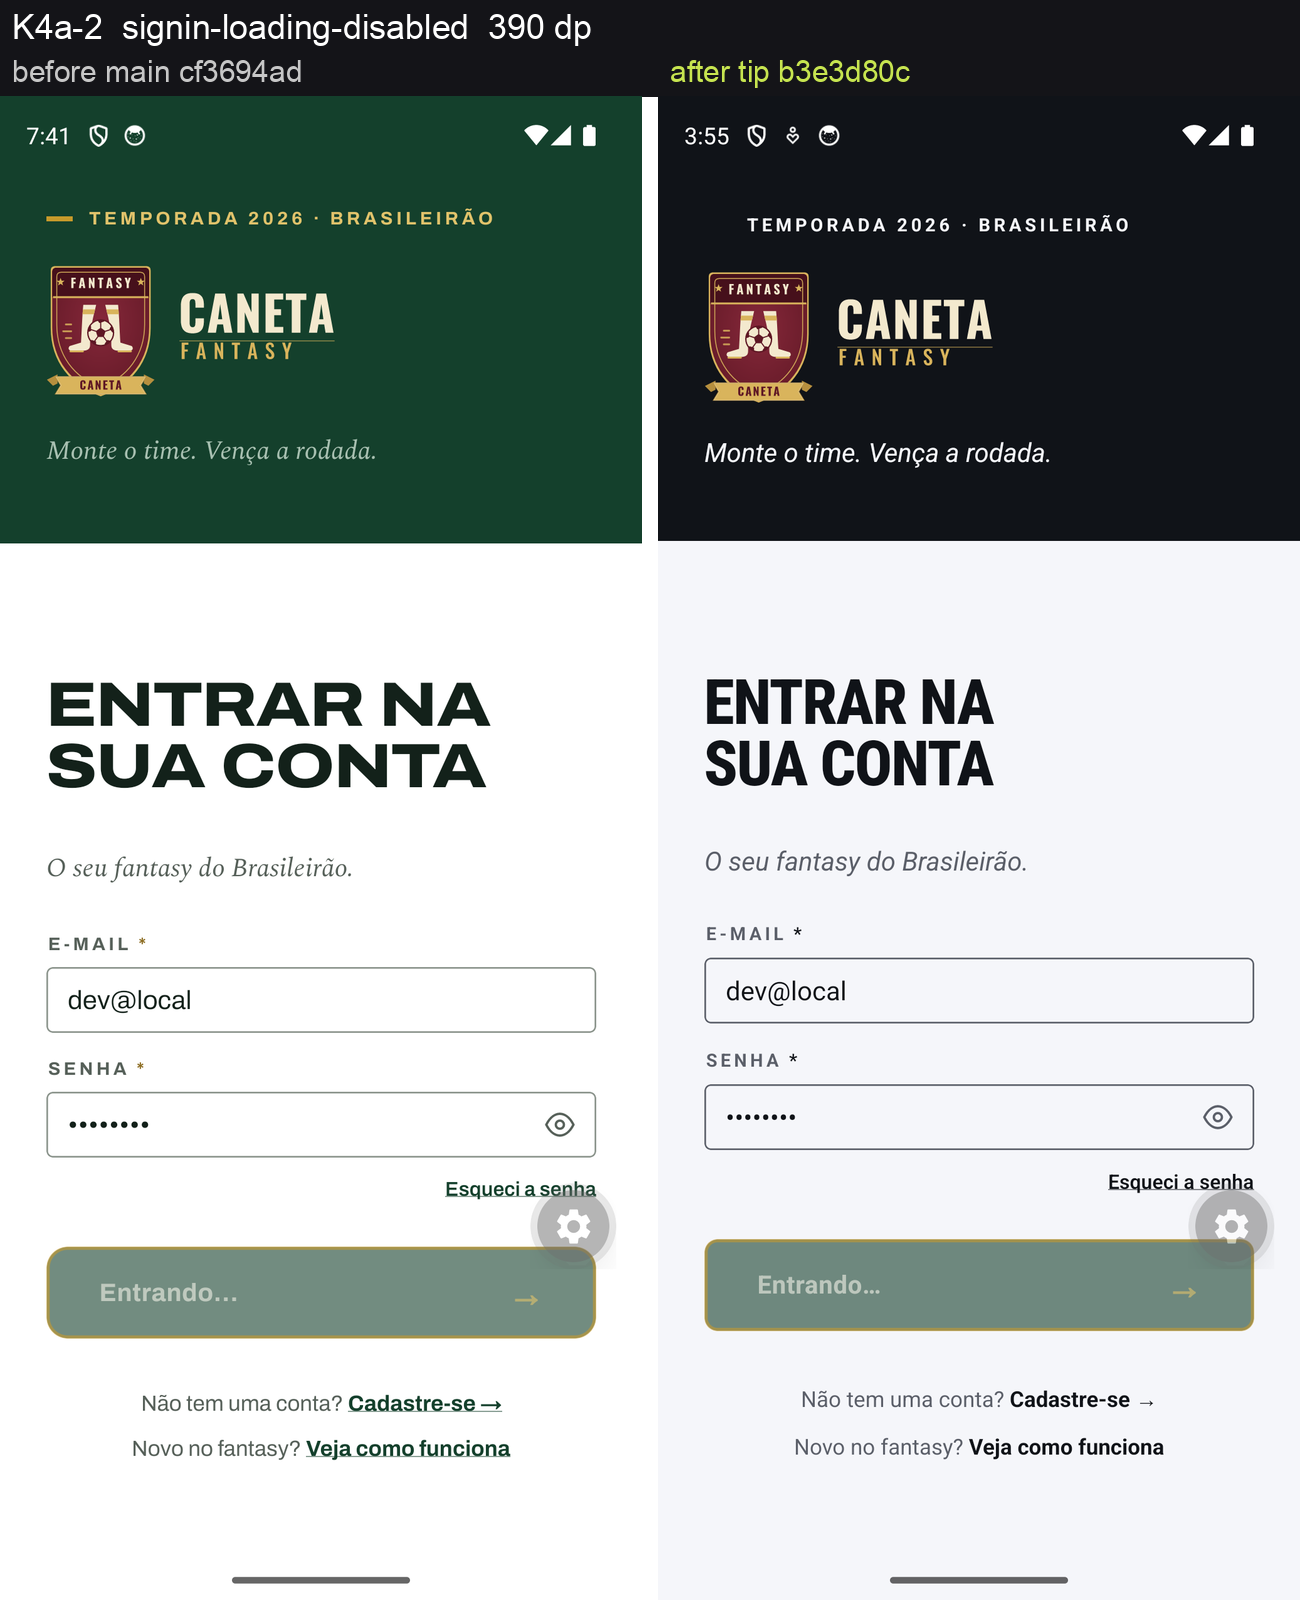 K4a-2 signin-loading-disabled 390 dp
before main cf3694ad
after tip b3e3d80c
7:41
TEMPORADA 2026 · BRASILEIRÃO
FANTASY
CANETA
CANETA
FANTASY
Monte o time. Vença a rodada.
ENTRAR NA
SUA CONTA
O seu fantasy do Brasileirão.
E-MAIL *
dev@local
SENHA *
••••••••
Esqueci a senha
Entrando... →
Não tem uma conta? Cadastre-se →
Novo no fantasy? Veja como funciona
3:55
TEMPORADA 2026 · BRASILEIRÃO
FANTASY
CANETA
CANETA
FANTASY
Monte o time. Vença a rodada.
ENTRAR NA
SUA CONTA
O seu fantasy do Brasileirão.
E-MAIL *
dev@local
SENHA *
••••••••
Esqueci a senha
Entrando... →
Não tem uma conta? Cadastre-se →
Novo no fantasy? Veja como funciona